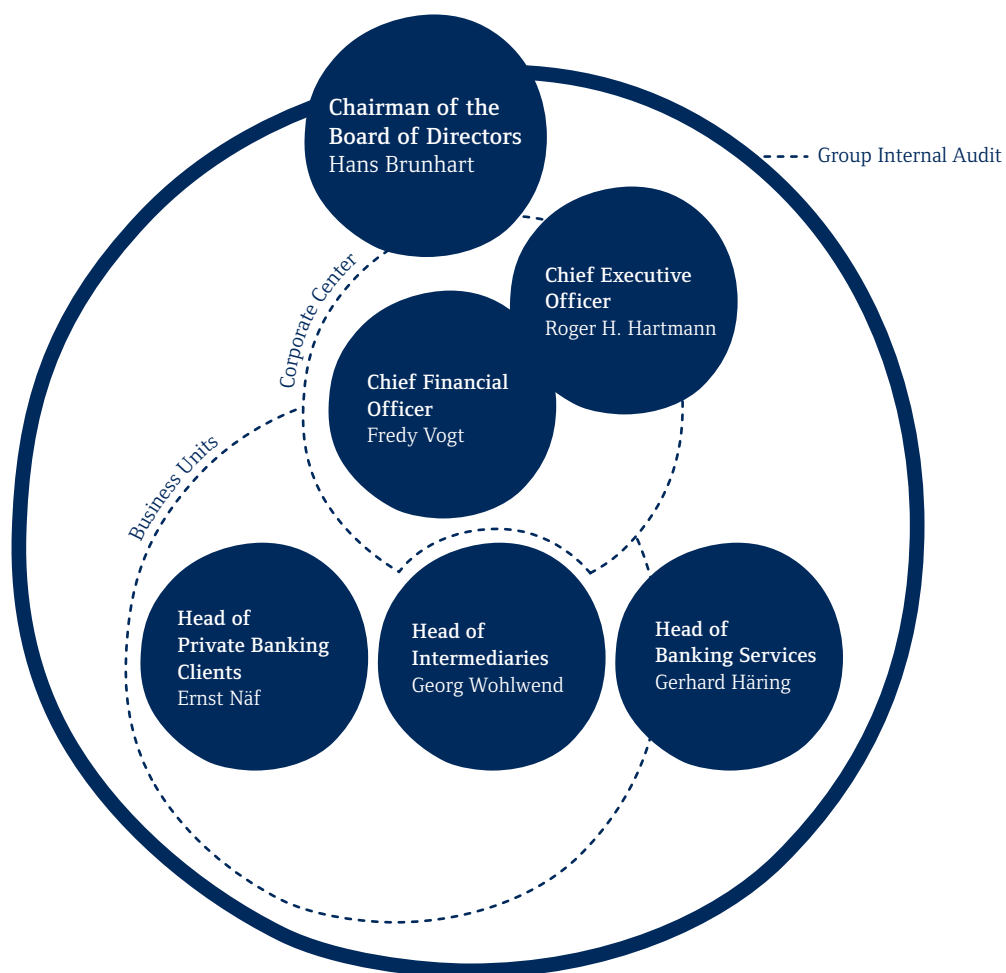 Chairman of the
Board of Directors
Hans Brunhart
Group Internal Audit
Corporate Center
Chief Executive
Officer
Roger H. Hartmann
Chief Financial
Officer
Fredy Vogt
Business Units
Head of
Private Banking
Clients
Ernst Näf
Head of
Intermediaries
Georg Wohlwend
Head of
Banking Services
Gerhard Häring